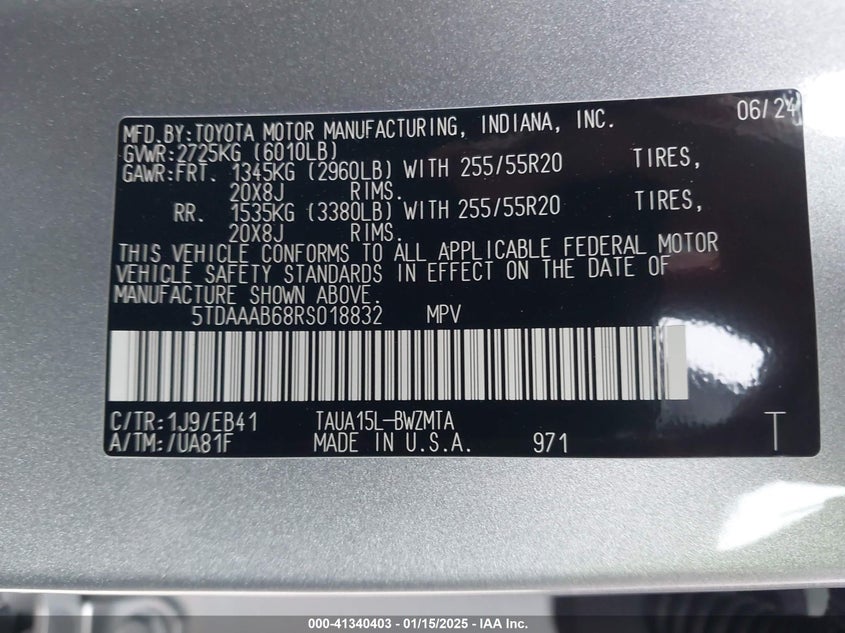 06/24
MFD.BY:TOYOTA MOTOR MANUFACTURING, INDIANA, INC.
GVWR:2725KG (6010LB)
GAWR:FRT. 1345KG (2960LB) WITH 255/55R20 TIRES,
20X8J RIMS.
RR. 1535KG (3380LB) WITH 255/55R20 TIRES,
20X8J RIMS.
THIS VEHICLE CONFORMS TO ALL APPLICABLE FEDERAL MOTOR
VEHICLE SAFETY STANDARDS IN EFFECT ON THE DATE OF
MANUFACTURE SHOWN ABOVE.
5TDAAAB68RS018832 MPV
C/TR:1J9/EB41 TAUA15L-BWZMTA
A/TM:/UA81F MADE IN U.S.A. 971 T
000-41340403 — 01/15/2025 — IAA Inc.